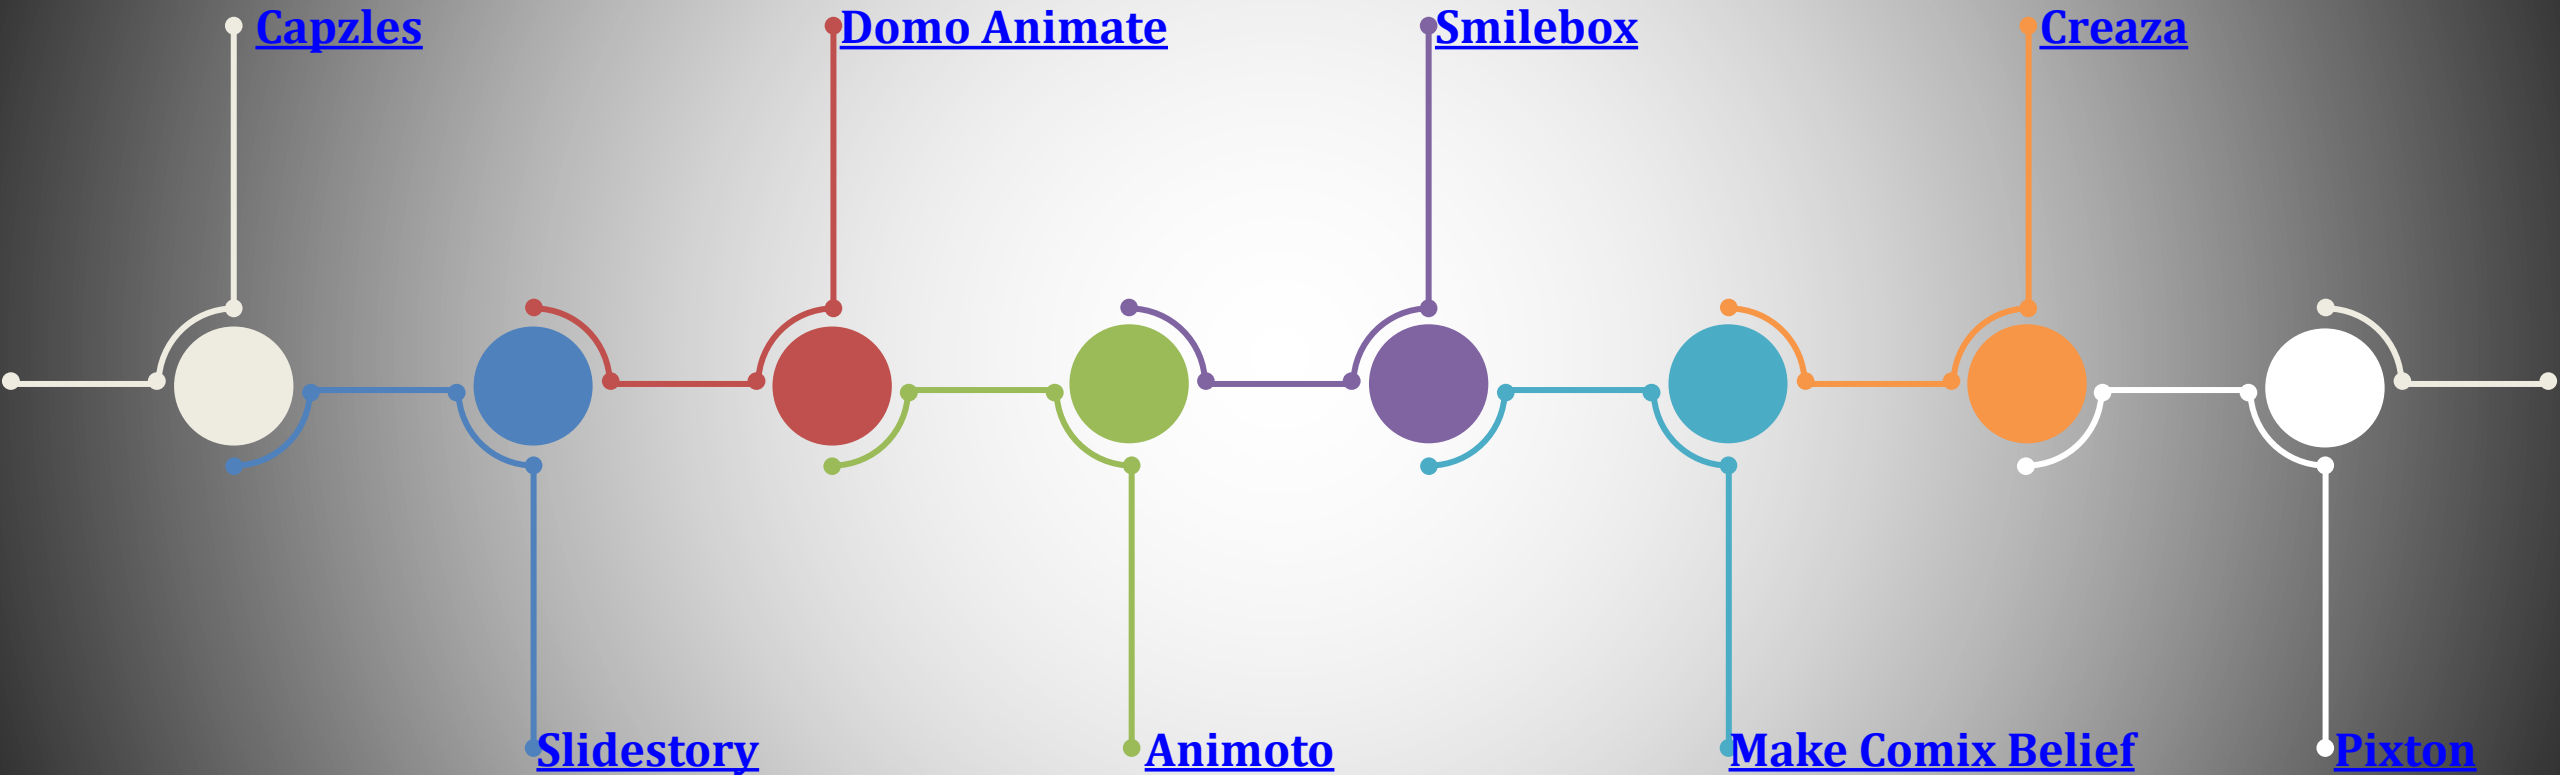 Capzles
Domo Animate
Smilebox
Creaza
Slidestory
Animoto
Make Comix Belief
Pixton